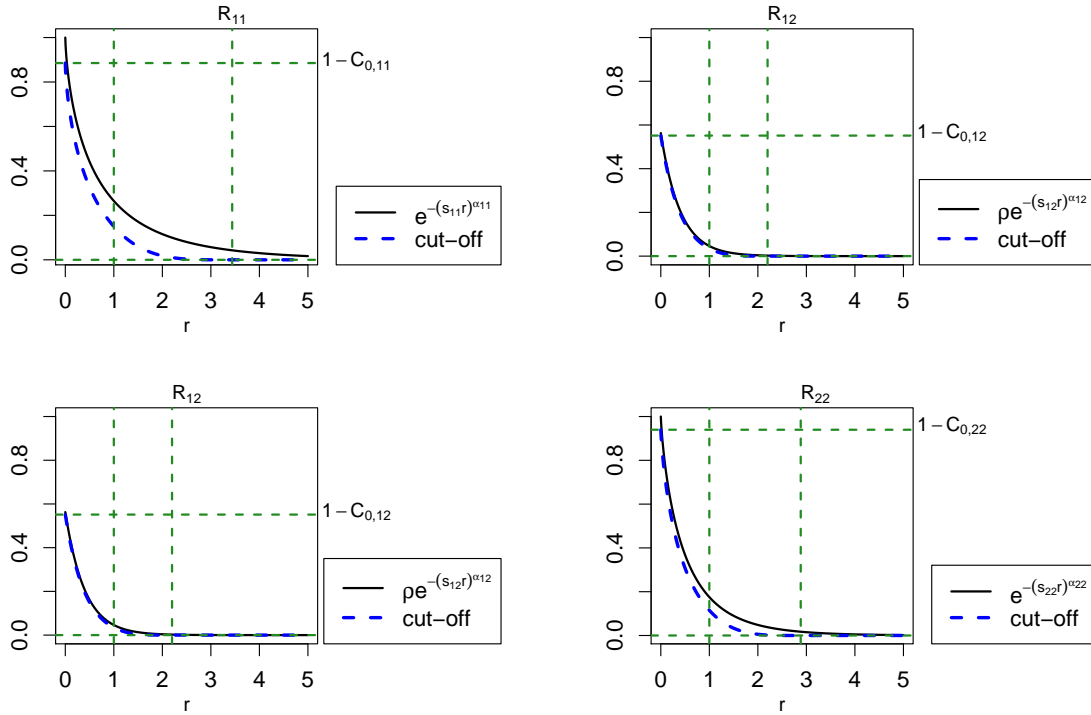 R₁₁
0.0 0.4 0.8
1 − C₀,₁₁
0 1 2 3 4 5
r
e^−(s₁₁r)^α11
cut−off
R₁₂
0.0 0.4 0.8
1 − C₀,₁₂
0 1 2 3 4 5
r
ρe^−(s₁₂r)^α12
cut−off
R₁₂
0.0 0.4 0.8
1 − C₀,₁₂
0 1 2 3 4 5
r
ρe^−(s₁₂r)^α12
cut−off
R₂₂
0.0 0.4 0.8
1 − C₀,₂₂
0 1 2 3 4 5
r
e^−(s₂₂r)^α22
cut−off